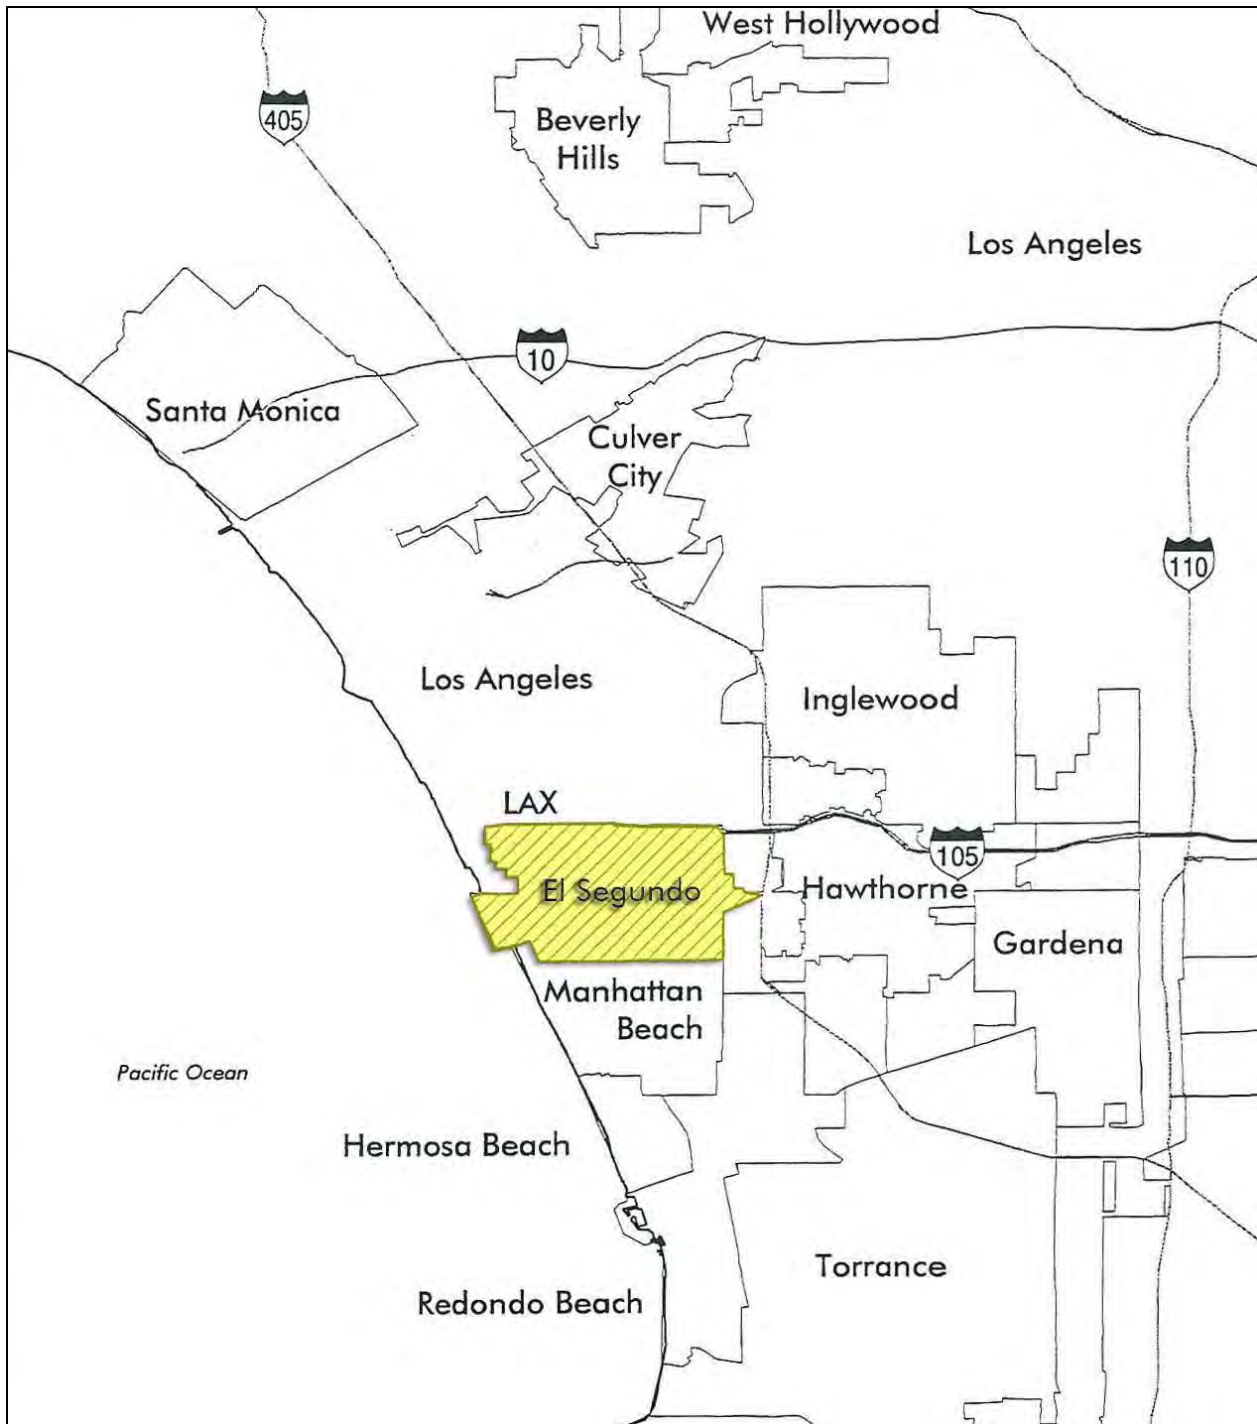 West Hollywood
405
Beverly
Hills
Los Angeles
10
Santa Monica
Culver
City
110
Los Angeles
Inglewood
LAX
105
El Segundo
Hawthorne
Gardena
Manhattan
Beach
Pacific Ocean
Hermosa Beach
Torrance
Redondo Beach